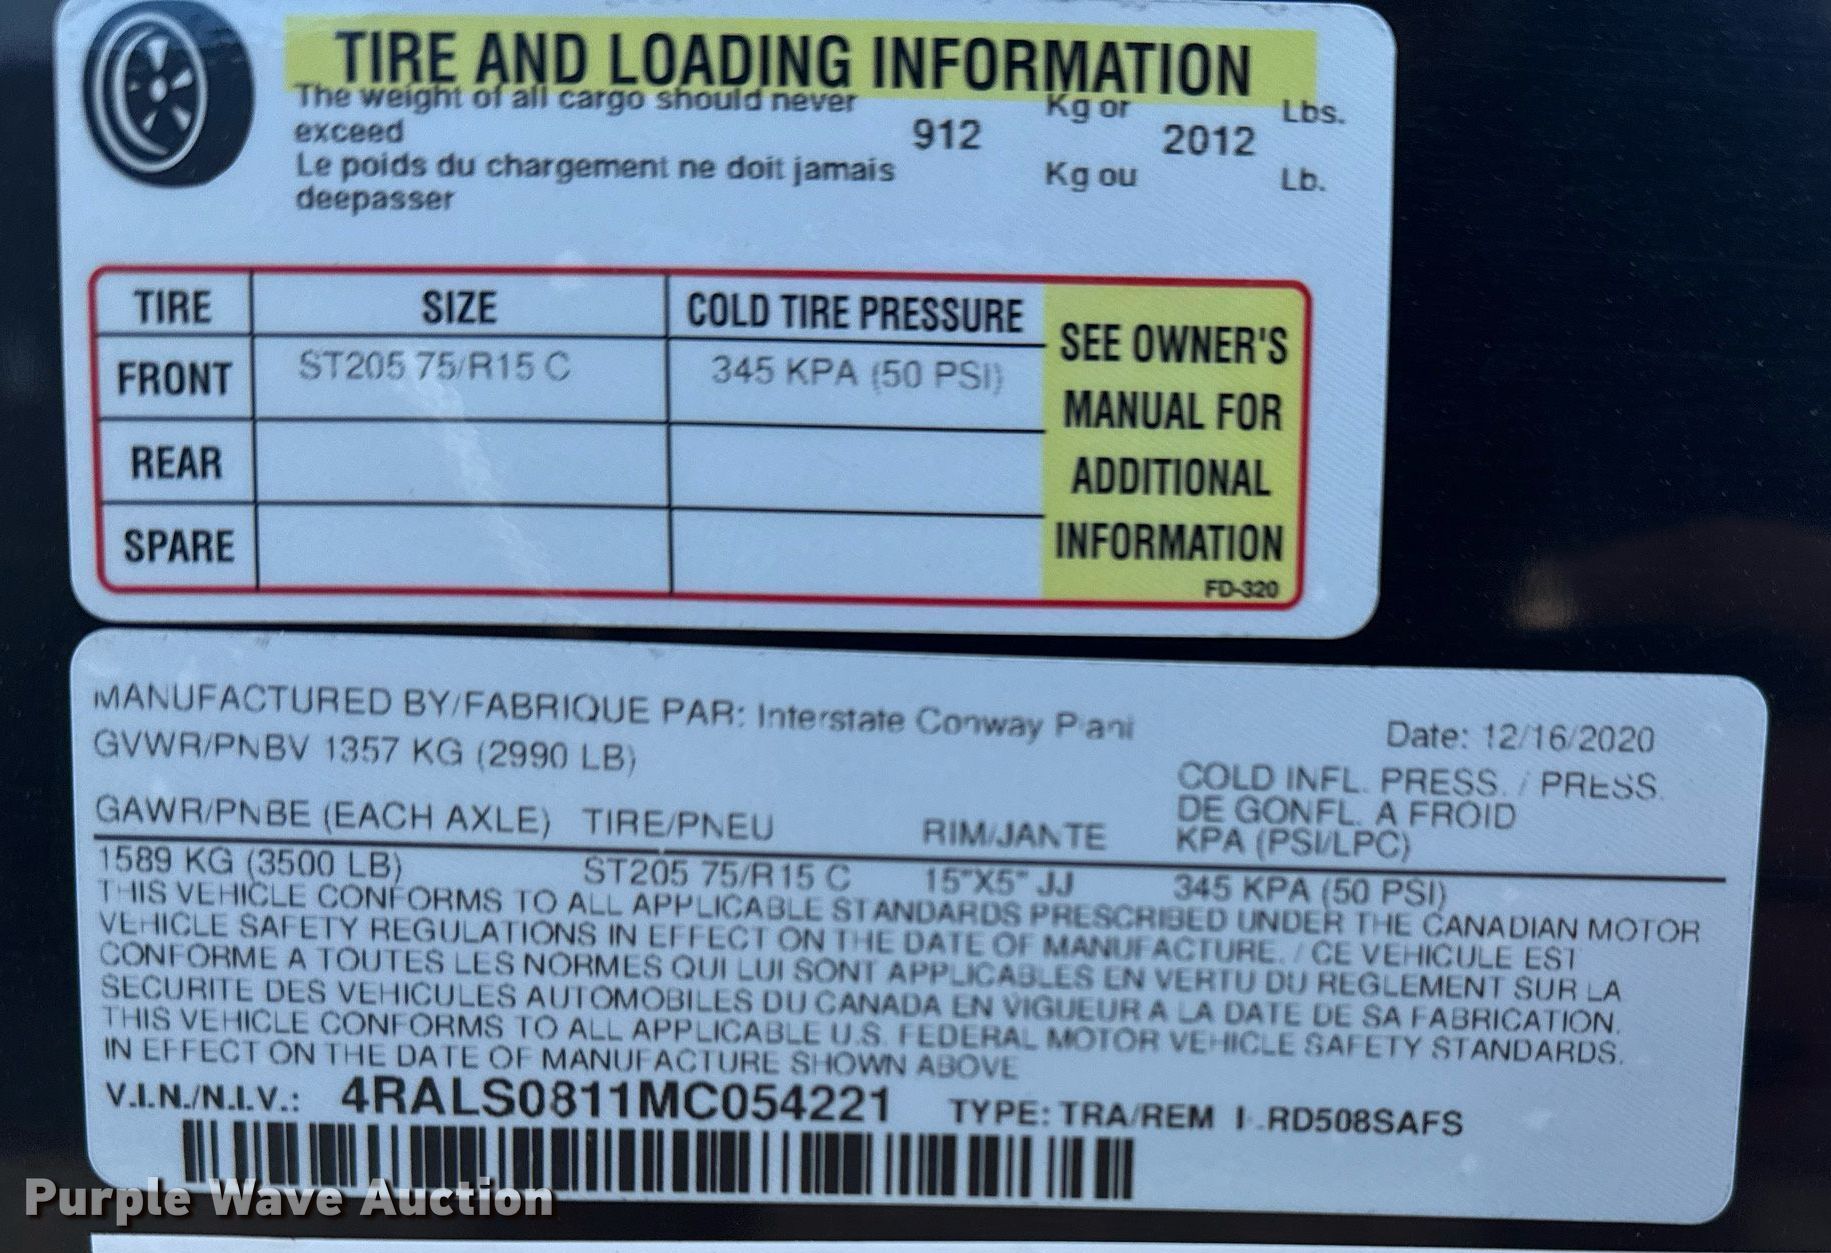 TIRE AND LOADING INFORMATION
The weight of all cargo should never
exceed
912 Kg or 2012 Lbs.
Le poids du chargement ne doit jamais
deepasser
Kg ou Lb.
TIRE SIZE COLD TIRE PRESSURE
FRONT ST205 75/R15 C 345 KPA (50 PSI)
REAR
SPARE
SEE OWNER'S
MANUAL FOR
ADDITIONAL
INFORMATION
FD-320
MANUFACTURED BY/FABRIQUE PAR: Interstate Conway
Date: 12/16/2020
GVWR/PNBV 1357 KG (2990 LB)
COLD INFL. PRESS. / PRESS.
DE GONFL. A FROID
KPA (PSI/LPC)
GAWR/PNBE (EACH AXLE) TIRE/PNEU RIM/JANTE
1589 KG (3500 LB) ST205 75/R15 C 15"X5" JJ 345 KPA (50 PSI)
THIS VEHICLE CONFORMS TO ALL APPLICABLE STANDARDS PRESCRIBED UNDER THE CANADIAN MOTOR
VEHICLE SAFETY REGULATIONS IN EFFECT ON THE DATE OF MANUFACTURE. / CE VEHICULE EST
CONFORME A TOUTES LES NORMES QUI LUI SONT APPLICABLES EN VERTU DU REGLEMENT SUR LA
SECURITE DES VEHICULES AUTOMOBILES DU CANADA EN VIGUEUR A LA DATE DE SA FABRICATION.
THIS VEHICLE CONFORMS TO ALL APPLICABLE U.S. FEDERAL MOTOR VEHICLE SAFETY STANDARDS.
IN EFFECT ON THE DATE OF MANUFACTURE SHOWN ABOVE
V.I.N./N.I.V.: 4RALS0811MC054221 TYPE: TRA/REM RD508SAFS
Purple Wave Auction